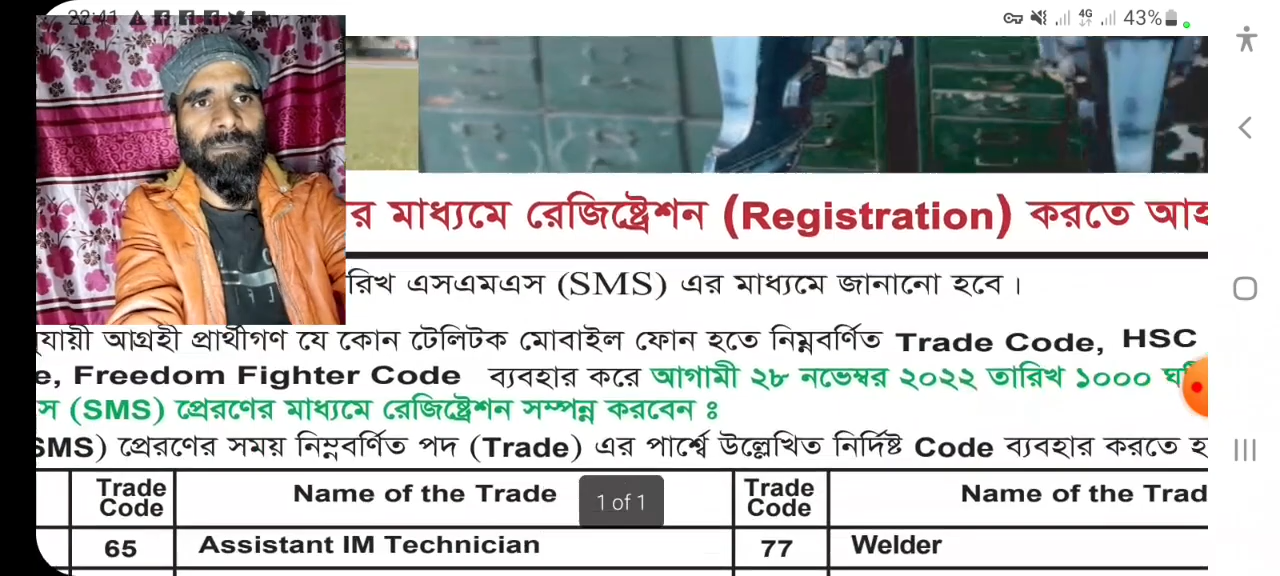 22:41
4G 43%
র মাধ্যমে রেজিষ্ট্রেশন (Registration) করতে
রিখ এসএমএস (SMS) এর মাধ্যমে জানানো হবে।
আগ্রহী প্রার্থীগণ যে কোন টেলিটক মোবাইল ফোন হতে নিম্নবর্ণিত Trade Code, HSC
e, Freedom Fighter Code ব্যবহার করে আগামী ২৮ নভেম্বর ২০২২ তারিখ ১০০০
স (SMS) প্রেরণের মাধ্যমে রেজিষ্ট্রেশন সম্পন্ন করবেন ঃ
SMS) প্রেরণের সময় নিম্নবর্ণিত পদ (Trade) এর পার্শ্বে উল্লেখিত নির্দিষ্ট Code ব্যবহার করতে হ
Trade Code Name of the Trade Trade Code Name of the Trad
1 of 1
65 Assistant IM Technician 77 Welder